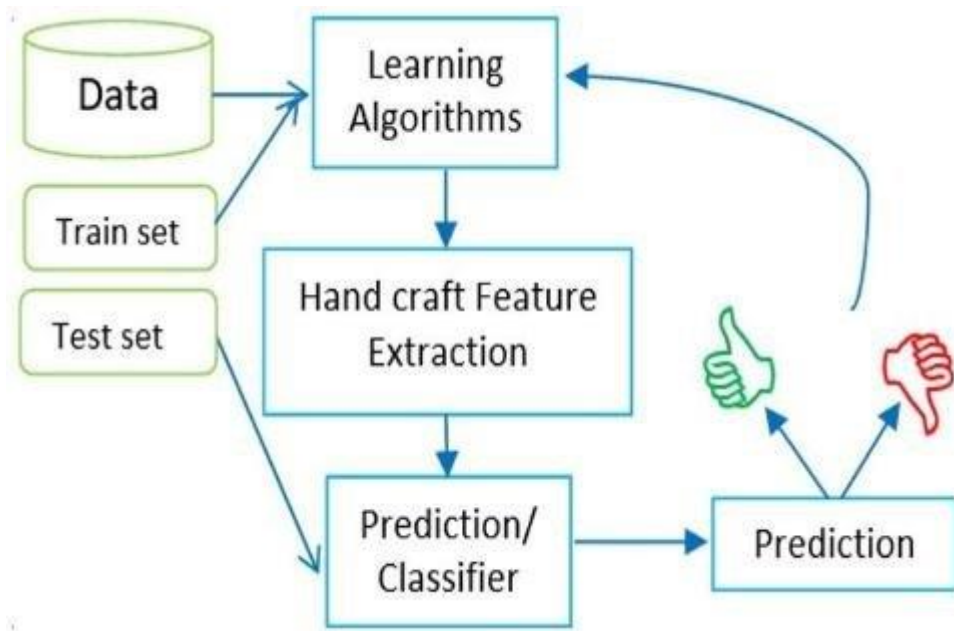 Data
Learning
Algorithms
Train set
Hand craft Feature
Extraction
Test set
Prediction/
Classifier
Prediction